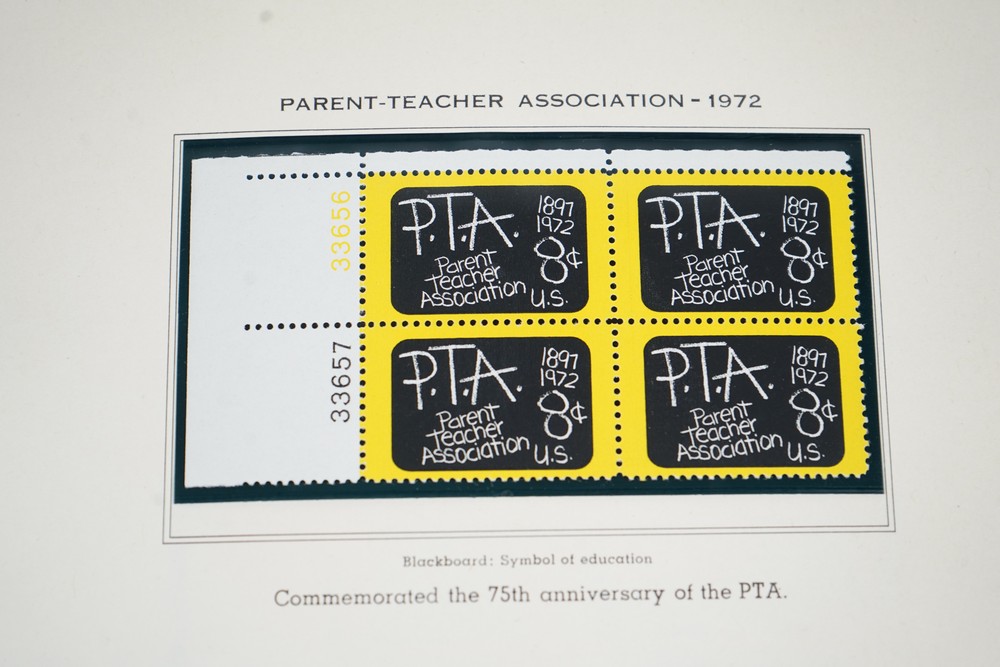 PARENT-TEACHER ASSOCIATION - 1972
33656
33657
P.T.A.
1897
1972
8¢
Parent
Teacher
Association
U.S.
P.T.A.
1897
1972
8¢
Parent
Teacher
Association
U.S.
P.T.A.
1897
1972
8¢
Parent
Teacher
Association
U.S.
P.T.A.
1897
1972
8¢
Parent
Teacher
Association
U.S.
Blackboard: Symbol of education
Commemorated the 75th anniversary of the PTA.